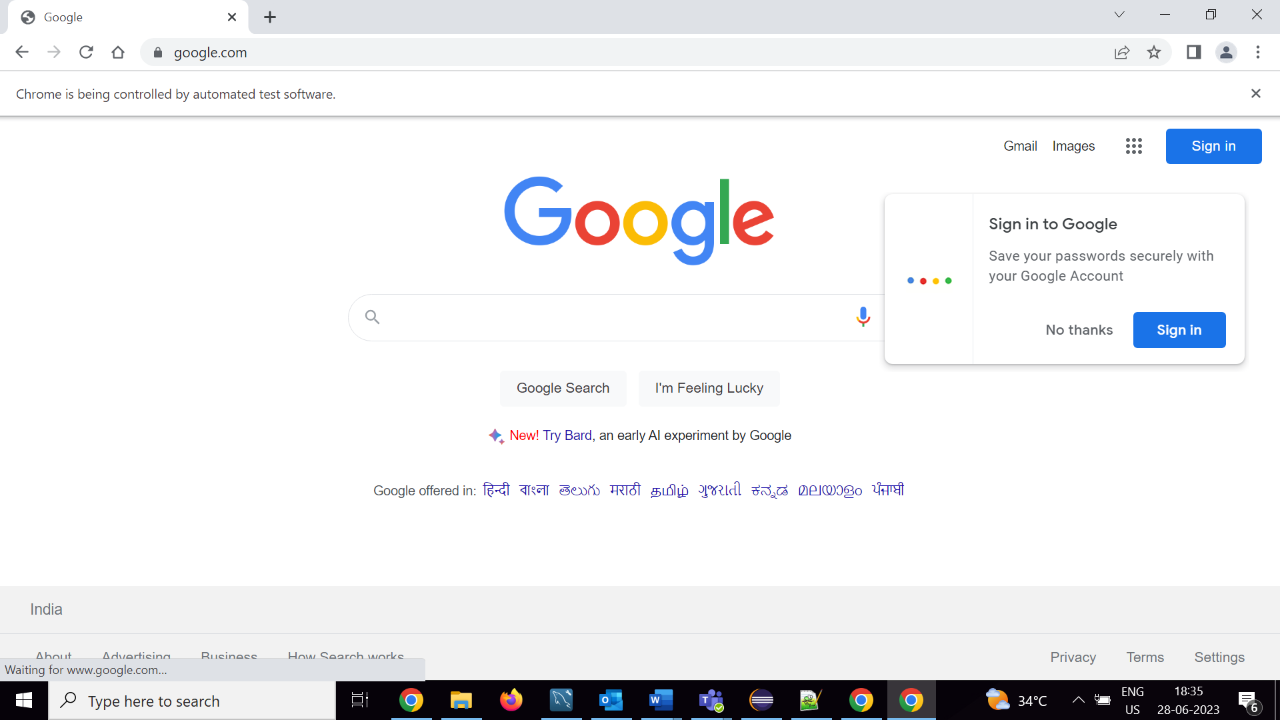 Google
google.com
Chrome is being controlled by automated test software.
Gmail Images Sign in
Google
Sign in to Google
Save your passwords securely with
your Google Account
No thanks Sign in
Google Search I'm Feeling Lucky
New! Try Bard, an early AI experiment by Google
Google offered in: हिन्दी বাংলা తెలుగు मराठी தமிழ் ગુજરાતી ಕನ್ನಡ മലയാളം ਪੰਜਾਬੀ
India
About Advertising Business How Search works Privacy Terms Settings
Waiting for www.google.com...
Type here to search 34°C ENG US 18:35 28-06-2023 6